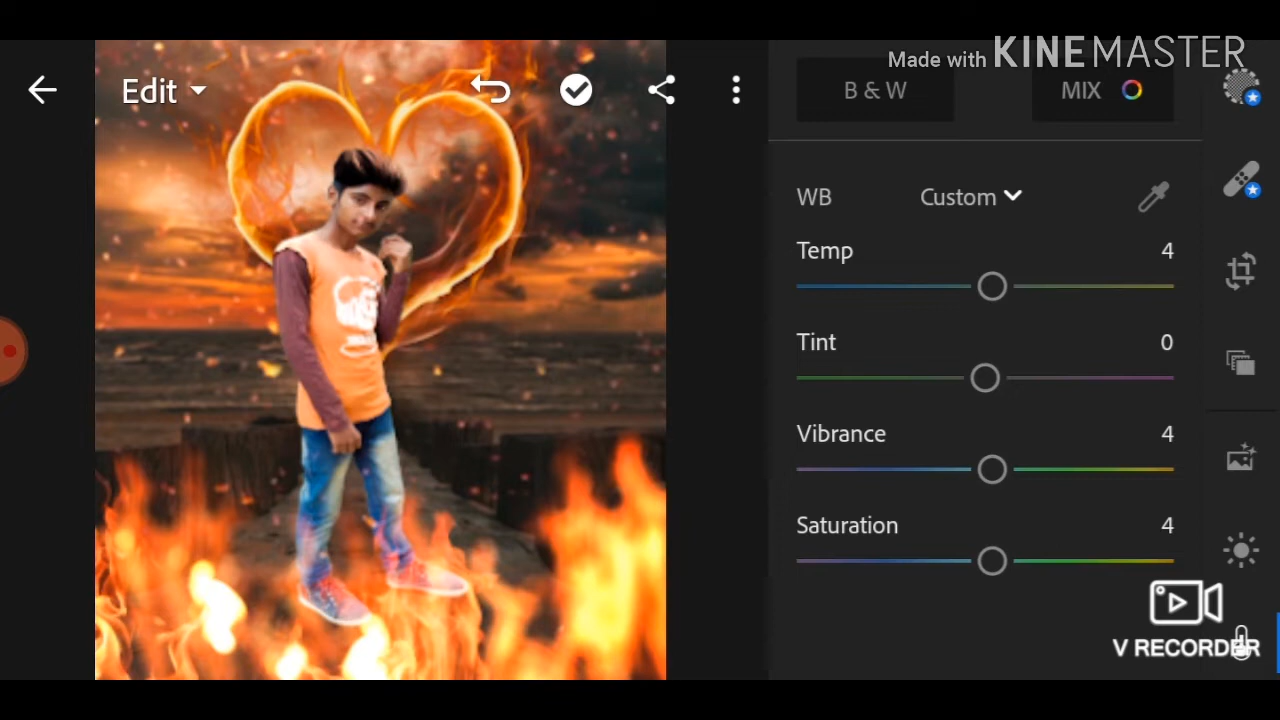 Made with KINEMASTER
Edit
B & W
MIX
WB
Custom
Temp
4
Tint
0
Vibrance
4
Saturation
4
V RECORDER